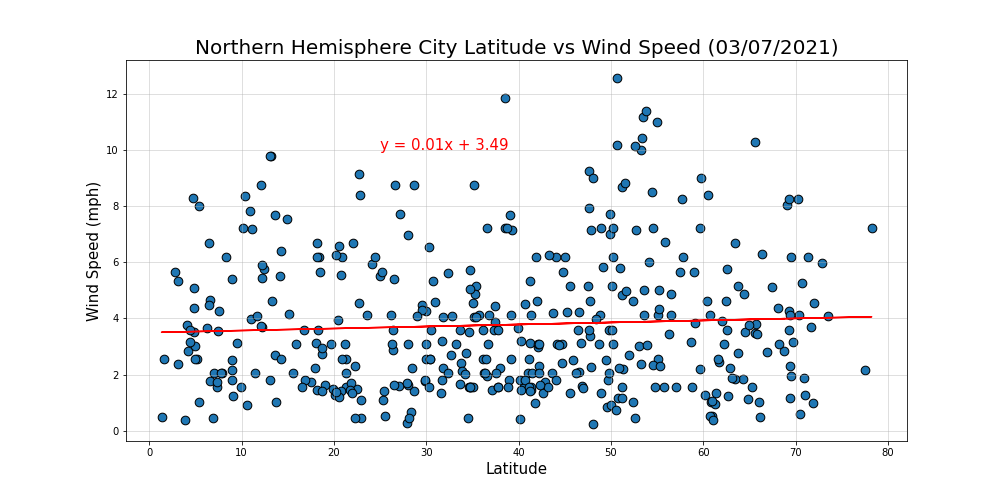 Northern Hemisphere City Latitude vs Wind Speed (03/07/2021)
12
10
8
6
4
2
0
Wind Speed (mph)
y = 0.01x + 3.49
0 10 20 30 40 50 60 70 80
Latitude